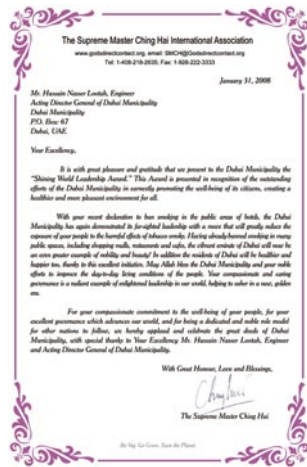 The Supreme Master Ching Hai International Association
www.godsdirectcontact.org, email: SMCH@Godsdirectcontact.org
Tel: 1-408-218-2635, Fax: 1-928-222-3333
January 31, 2008
Mr. Hussain Nasser Lootah, Engineer
Acting Director General of Dubai Municipality
Dubai Municipality
P.O. Box: 67
Dubai, UAE
Your Excellency,
It is with great pleasure and gratitude that we present to the Dubai Municipality the
"Shining World Leadership Award." This Award is presented in recognition of the outstanding
efforts of the Dubai Municipality in earnestly promoting the well-being of its citizens, creating a
healthier and more pleasant environment for all.
With your recent declaration to ban smoking in the public areas of hotels, the Dubai
Municipality has again demonstrated its far-sighted leadership with a move that will greatly reduce the
exposure of your people to the harmful effects of tobacco smoke. Having already banned smoking in many
public spaces, including shopping malls, restaurants and cafes, the vibrant emirate of Dubai will now be
an even greater example of nobility and beauty! In addition the residents of Dubai will be healthier and
happier too, thanks to this excellent initiative. May Allah bless the Dubai Municipality and your noble
efforts to improve the day-to-day living conditions of the people. Your compassionate and caring
governance is a radiant example of enlightened leadership in our world, helping to usher in a new, golden
era.
For your compassionate commitment to the well-being of your people, for your
excellent governance which advances our world, and for being a dedicated and noble role model
for other nations to follow, we hereby applaud and celebrate the great deeds of Dubai
Municipality, with special thanks to Your Excellency Mr. Hussain Nasser Lootah, Engineer
and Acting Director General of Dubai Municipality.
With Great Honour, Love and Blessings,
The Supreme Master Ching Hai
Be Veg, Go Green, Save the Planet